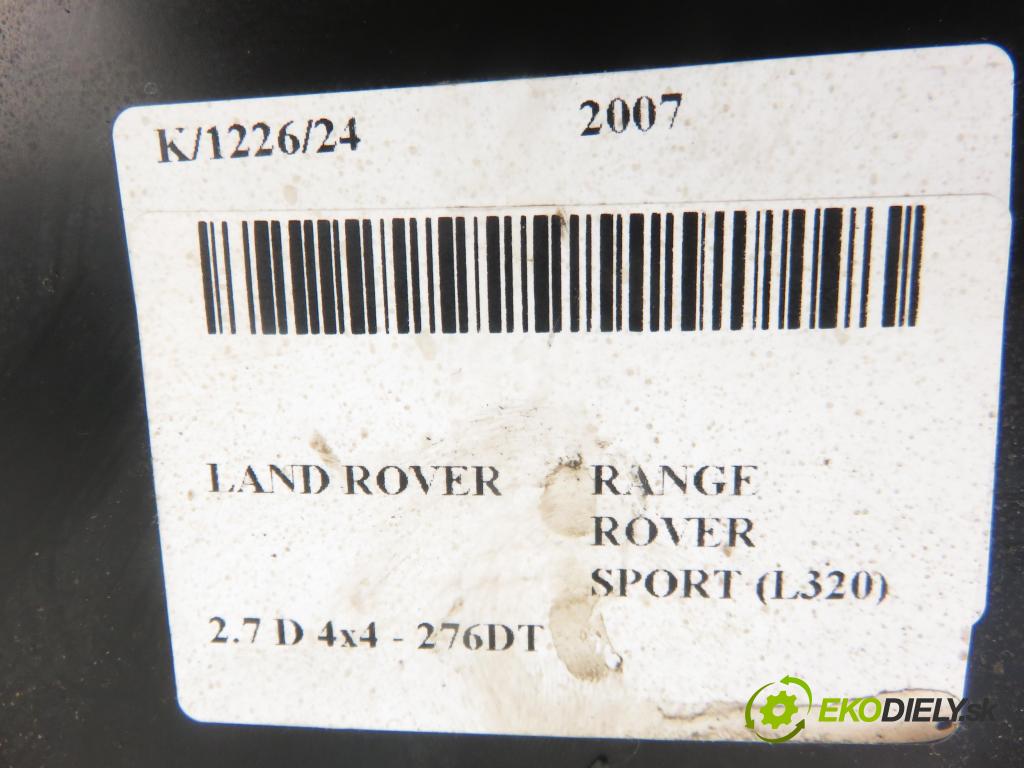 K/1226/24 2007
LAND ROVER RANGE
ROVER
SPORT (L320)
2.7 D 4x4 - 276DT
EKODIELY.sk